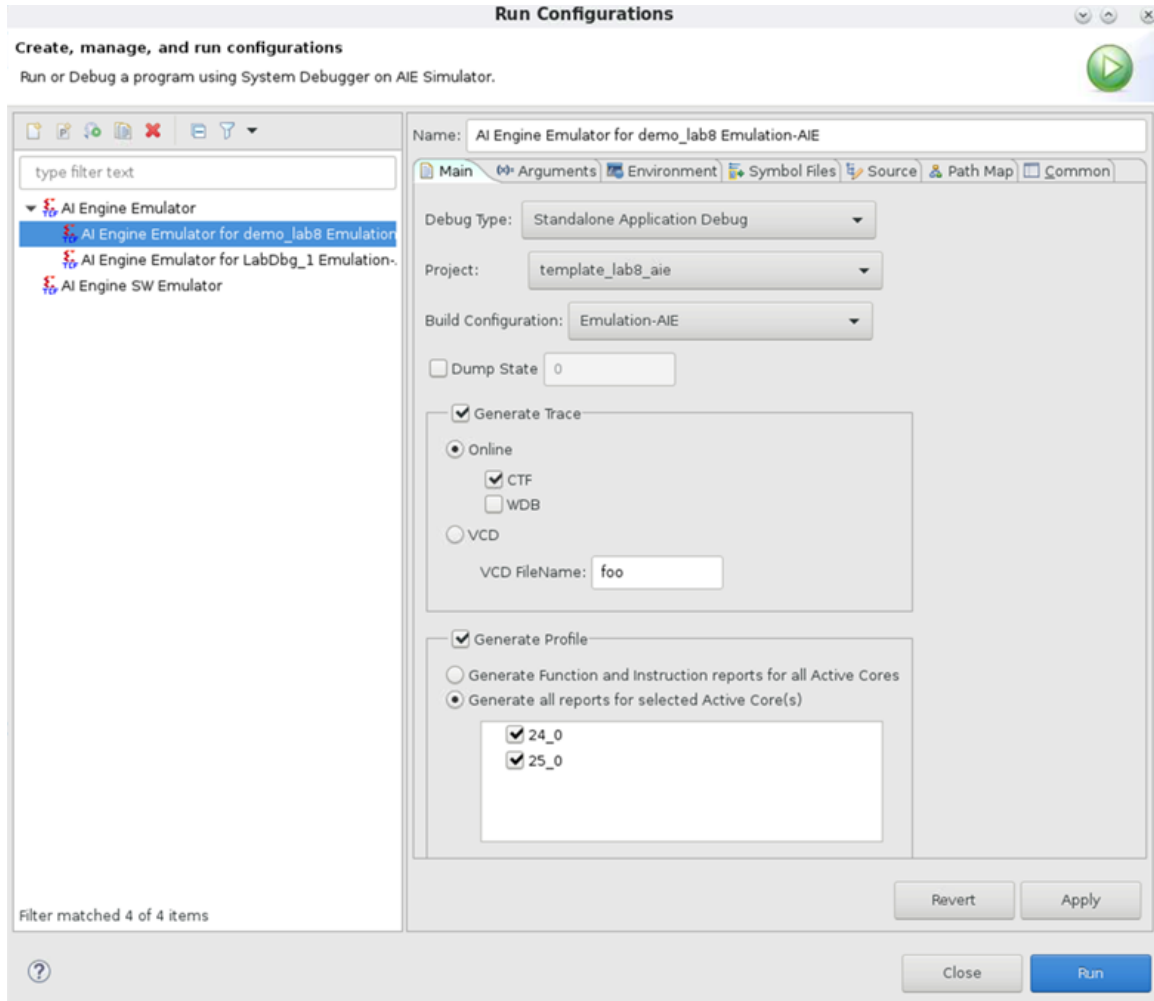 Run Configurations
Create, manage, and run configurations
Run or Debug a program using System Debugger on AIE Simulator.
type filter text
AI Engine Emulator
AI Engine Emulator for demo_lab8 Emulation
AI Engine Emulator for LabDbg_1 Emulation-.
AI Engine SW Emulator
Filter matched 4 of 4 items
Name: AI Engine Emulator for demo_lab8 Emulation-AIE
Main Arguments Environment Symbol Files Source Path Map Common
Debug Type: Standalone Application Debug
Project: template_lab8_aie
Build Configuration: Emulation-AIE
Dump State 0
Generate Trace
Online
CTF
WDB
VCD
VCD FileName: foo
Generate Profile
Generate Function and Instruction reports for all Active Cores
Generate all reports for selected Active Core(s)
24_0
25_0
Revert Apply
Close Run